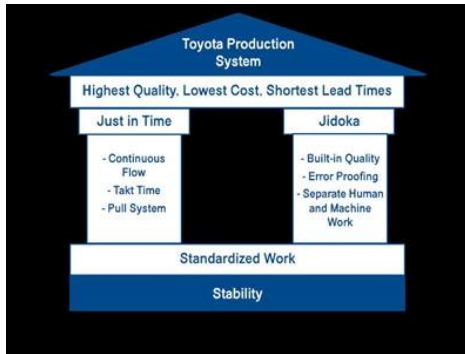 Toyota Production
System
Highest Quality. Lowest Cost. Shortest Lead Times
Just in Time
- Continuous
Flow
- Takt Time
- Pull System
Jidoka
- Built-in Quality
- Error Proofing
- Separate Human
and Machine
Work
Standardized Work
Stability